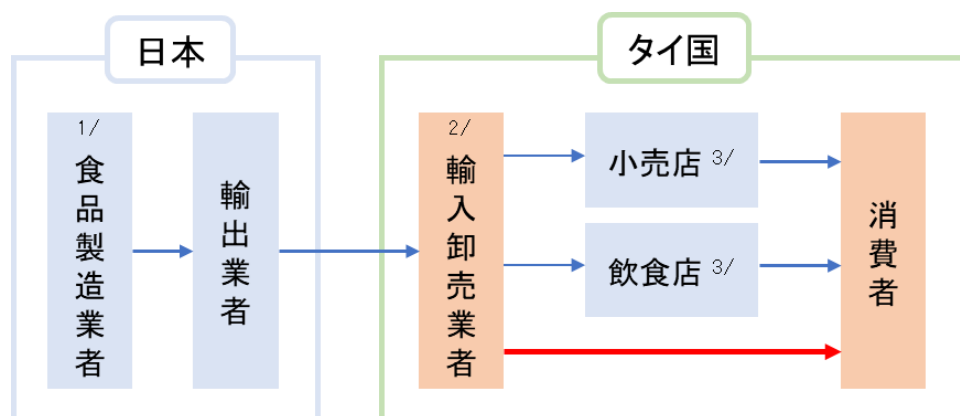 日本
タイ国
1/
食品製造業者
輸出業者
2/
輸入卸売業者
小売店 3/
飲食店 3/
消費者